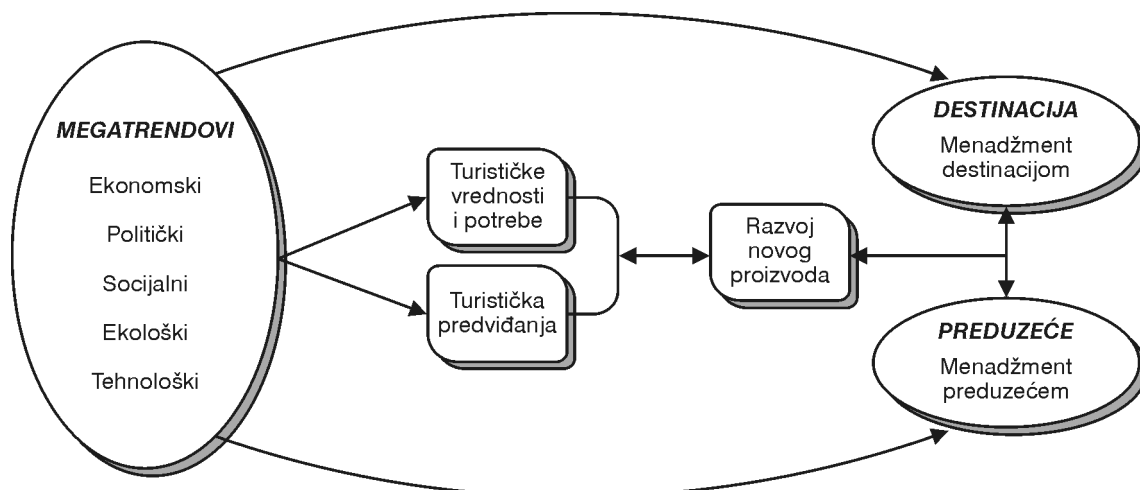 MEGATRENDOVI
Ekonomski
Politički
Socijalni
Ekološki
Tehnološki
Turističke
vrednosti
i potrebe
Turistička
predviđanja
Razvoj
novog
proizvoda
DESTINACIJA
Menadžment
destinacijom
PREDUZEĆE
Menadžment
preduzećem